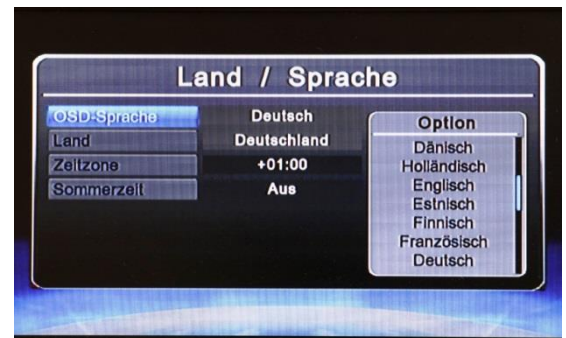 Land / Sprache
OSD-Sprache Deutsch
Land Deutschland
Zeitzone +01:00
Sommerzeit Aus
Option
Dänisch
Holländisch
Englisch
Estnisch
Finnisch
Französisch
Deutsch